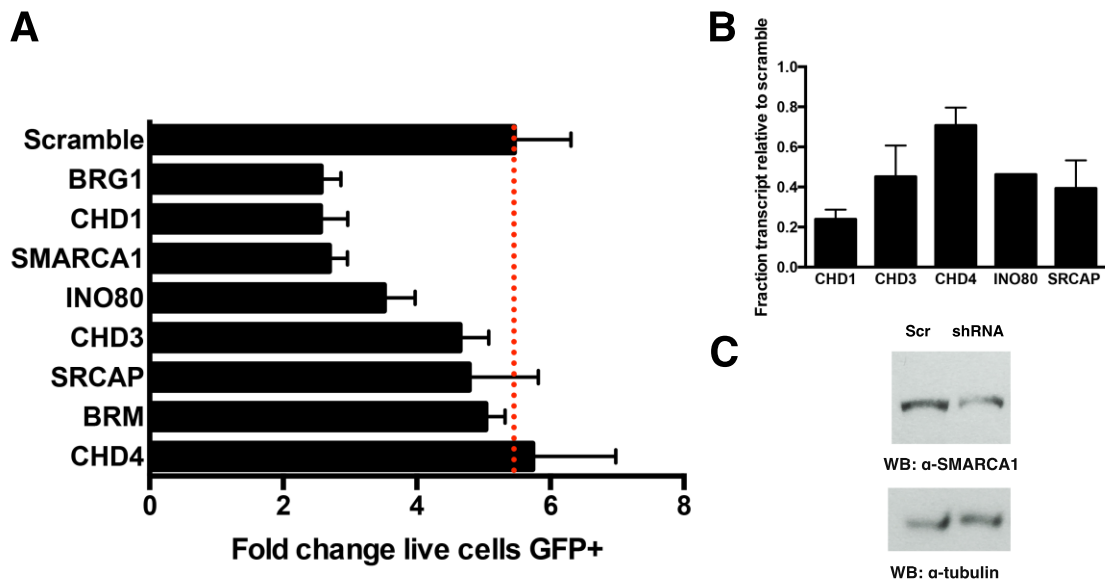 A
Scramble
BRG1
CHD1
SMARCA1
INO80
CHD3
SRCAP
BRM
CHD4
0 2 4 6 8
Fold change live cells GFP+
B
Fraction transcript relative to scramble
1.0
0.8
0.6
0.4
0.2
0.0
CHD1 CHD3 CHD4 INO80 SRCAP
C
Scr shRNA
WB: α-SMARCA1
WB: α-tubulin